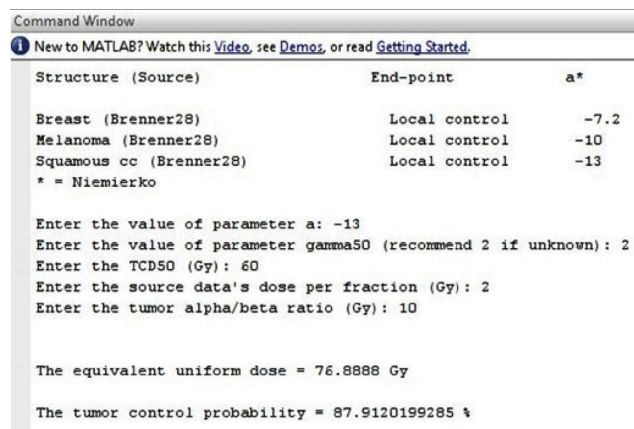 Command Window
New to MATLAB? Watch this Video, see Demos, or read Getting Started.
Structure (Source) End-point a*
Breast (Brenner28) Local control -7.2
Melanoma (Brenner28) Local control -10
Squamous cc (Brenner28) Local control -13
* = Niemierko
Enter the value of parameter a: -13
Enter the value of parameter gamma50 (recommend 2 if unknown): 2
Enter the TCD50 (Gy): 60
Enter the source data's dose per fraction (Gy): 2
Enter the tumor alpha/beta ratio (Gy): 10
The equivalent uniform dose = 76.8888 Gy
The tumor control probability = 87.9120199285 %